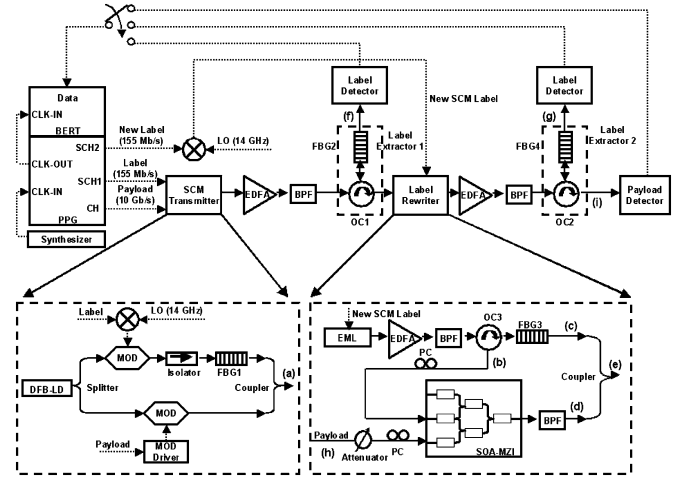 Data
CLK-IN
BERT
CLK-OUT
CLK-IN
SCH2
SCH1
CH
PPG
Synthesizer
New Label
(155 Mb/s)
LO (14 GHz)
Label
(155 Mb/s)
Payload
(10 Gb/s)
SCM
Transmitter
EDFA
BPF
Label
Detector
(f)
FBG2
Label
Extractor 1
OC1
New SCM Label
Label
Rewriter
EDFA
BPF
Label
Detector
(g)
FBG4
Label
Extractor 2
OC2
(i)
Payload
Detector
Label
LO (14 GHz)
MOD
Isolator
FBG1
(a)
DFB-LD
Splitter
Coupler
MOD
Payload
MOD
Driver
New SCM Label
EML
EDFA
BPF
OC3
FBG3
(c)
PC
(b)
(e)
Coupler
BPF
(d)
Payload
(h)
Attenuator
PC
SOA-MZI